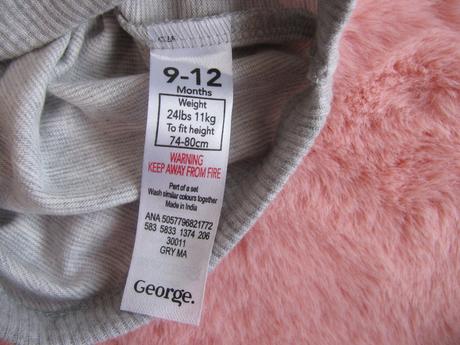 9-12
Months
Weight
24lbs 11kg
To fit height
74-80cm
WARNING
KEEP AWAY FROM FIRE
Part of a set
Wash similar colours together
Made in India
ANA 5057796821772
583 5833 1374 206
30011
GRY MA
George.